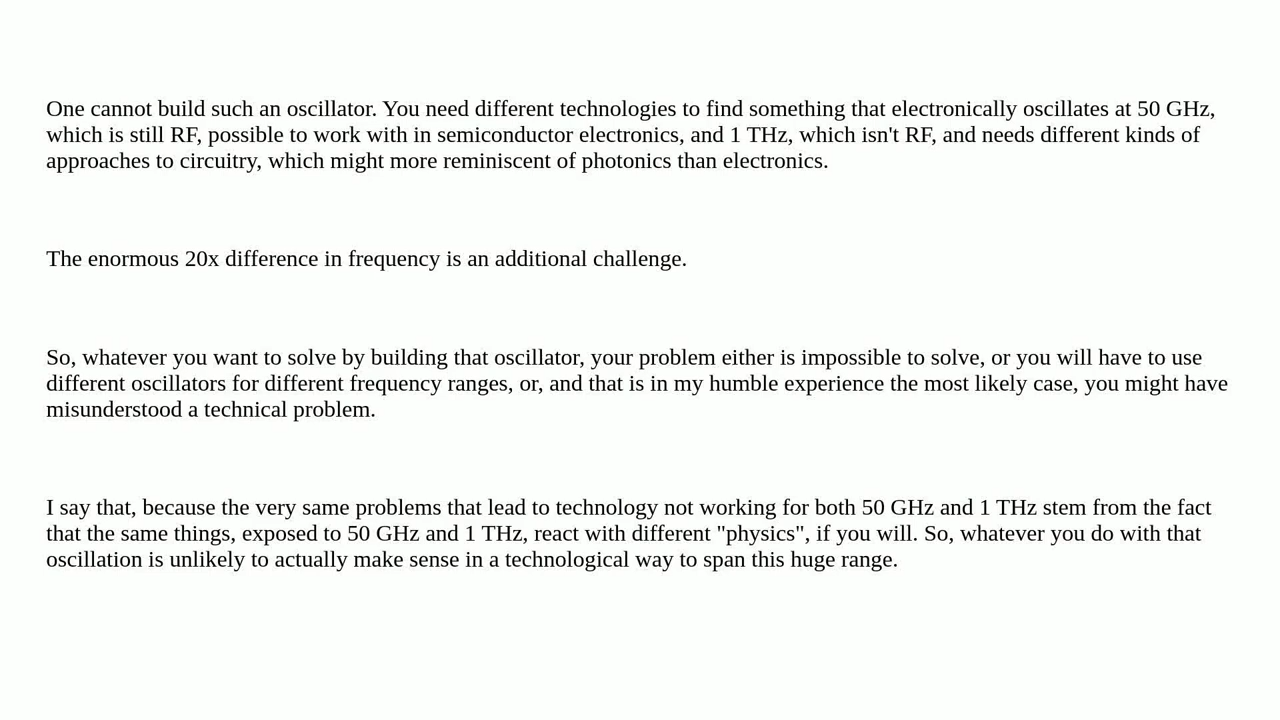 One cannot build such an oscillator. You need different technologies to find something that electronically oscillates at 50 GHz,
which is still RF, possible to work with in semiconductor electronics, and 1 THz, which isn't RF, and needs different kinds of
approaches to circuitry, which might more reminiscent of photonics than electronics.
The enormous 20x difference in frequency is an additional challenge.
So, whatever you want to solve by building that oscillator, your problem either is impossible to solve, or you will have to use
different oscillators for different frequency ranges, or, and that is in my humble experience the most likely case, you might have
misunderstood a technical problem.
I say that, because the very same problems that lead to technology not working for both 50 GHz and 1 THz stem from the fact
that the same things, exposed to 50 GHz and 1 THz, react with different "physics", if you will. So, whatever you do with that
oscillation is unlikely to actually make sense in a technological way to span this huge range.